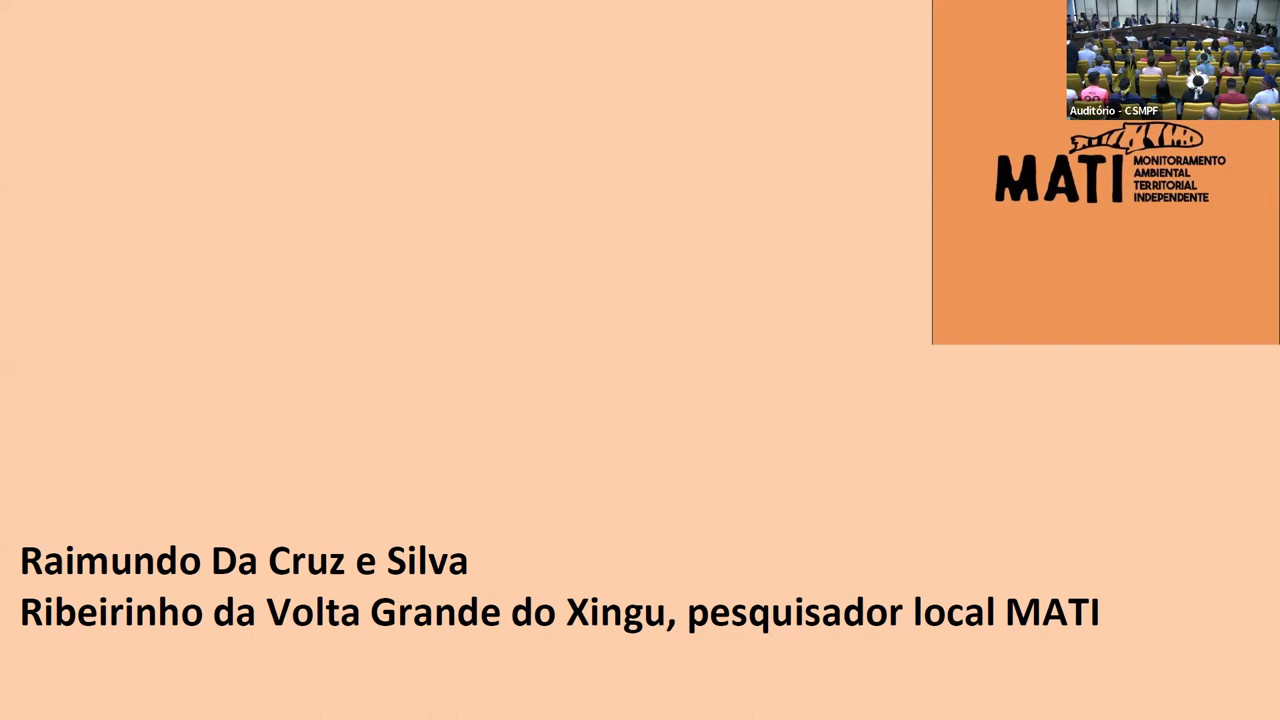 Auditório - CSMPF
MATI
MONITORAMENTO
AMBIENTAL
TERRITORIAL
INDEPENDENTE
Raimundo Da Cruz e Silva
Ribeirinho da Volta Grande do Xingu, pesquisador local MATI